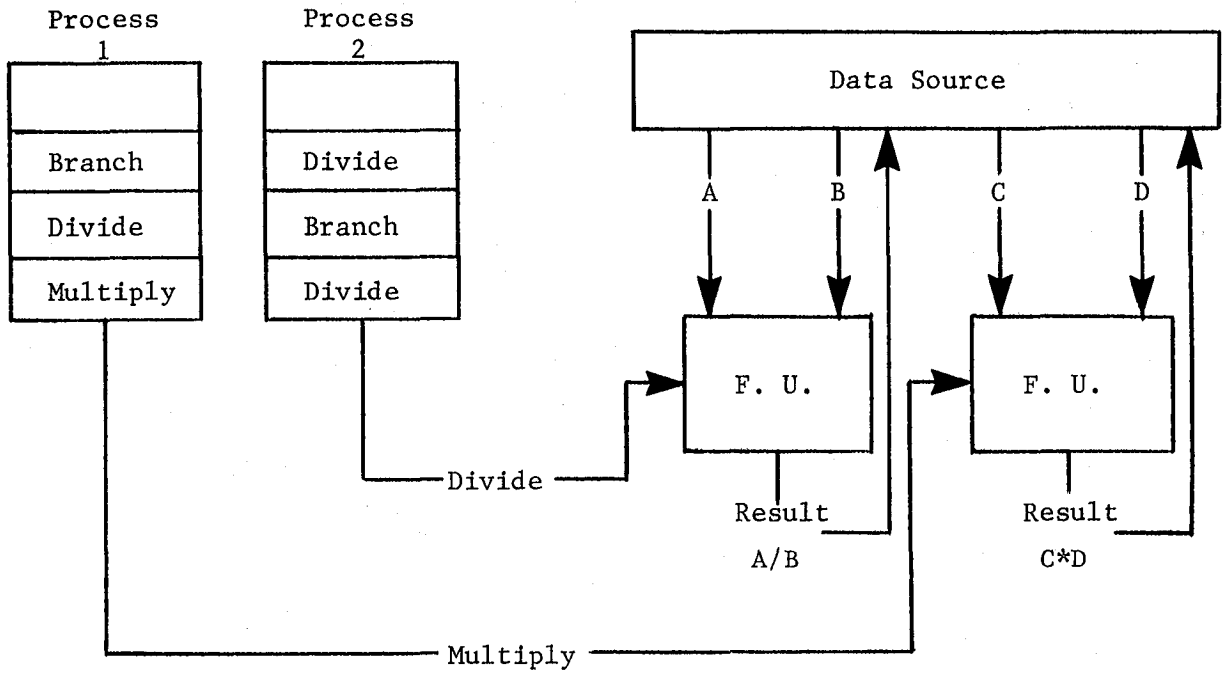 Process
1
Process
2
Data Source
Branch
Divide
Multiply
Divide
Branch
Divide
A
B
C
D
F. U.
F. U.
Divide
Result
A/B
Result
C*D
Multiply